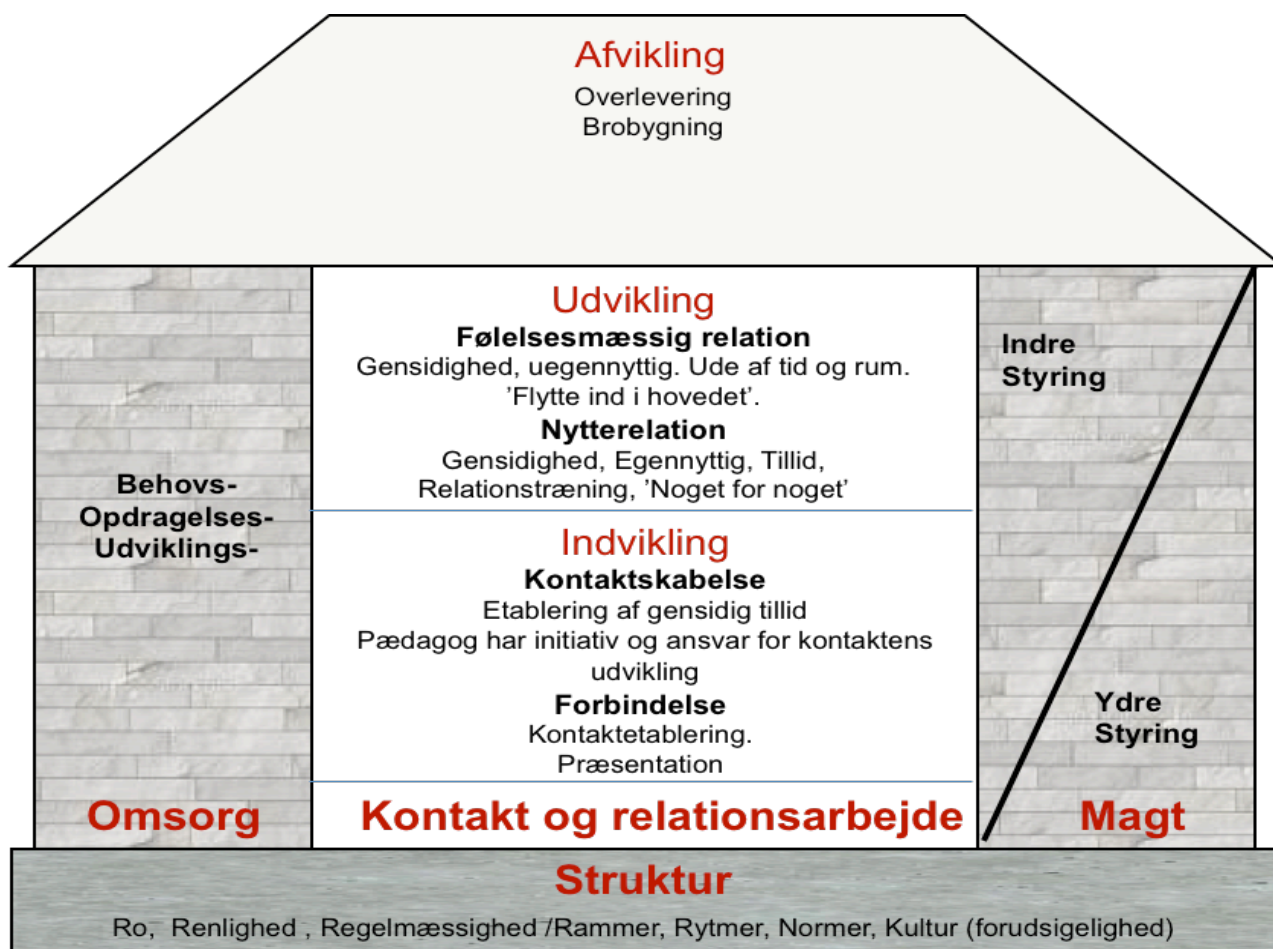 Afvikling
Overlevering
Brobygning
Udvikling
Følelsesmæssig relation
Gensidighed, uegennyttig. Ude af tid og rum.
’Flytte ind i hovedet’.
Nytterelation
Gensidighed, Egennyttig, Tillid,
Relationstræning, ’Noget for noget’
Indvikling
Kontaktskabelse
Etablering af gensidig tillid
Pædagog har initiativ og ansvar for kontaktens
udvikling
Forbindelse
Kontaktetablering.
Præsentation
Behovs-
Opdragelses-
Udviklings-
Indre
Styring
Ydre
Styring
Omsorg
Kontakt og relationsarbejde
Magt
Struktur
Ro, Renlighed , Regelmæssighed /Rammer, Rytmer, Normer, Kultur (forudsigelighed)